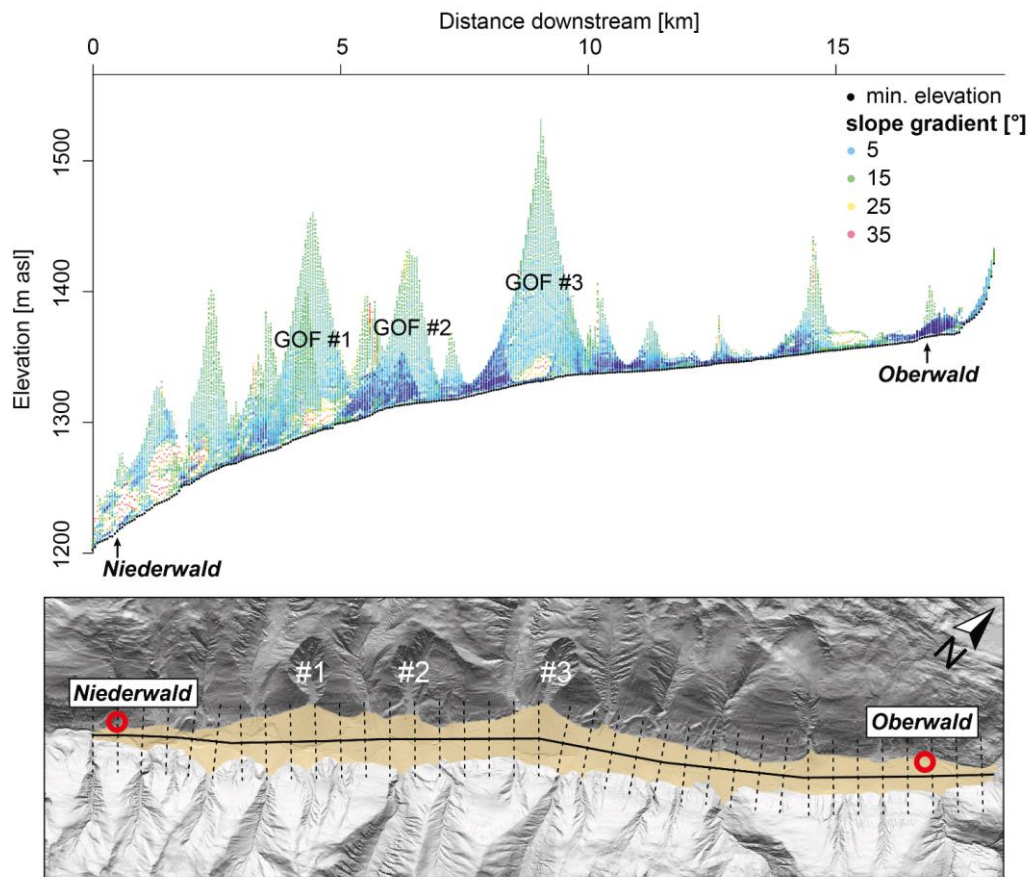 Distance downstream [km]
0 5 10 15
Elevation [m asl]
1500
1400
1300
1200
min. elevation
slope gradient [°]
5
15
25
35
GOF #1
GOF #2
GOF #3
Oberwald
Niederwald
#1 #2 #3
N
Niederwald
Oberwald